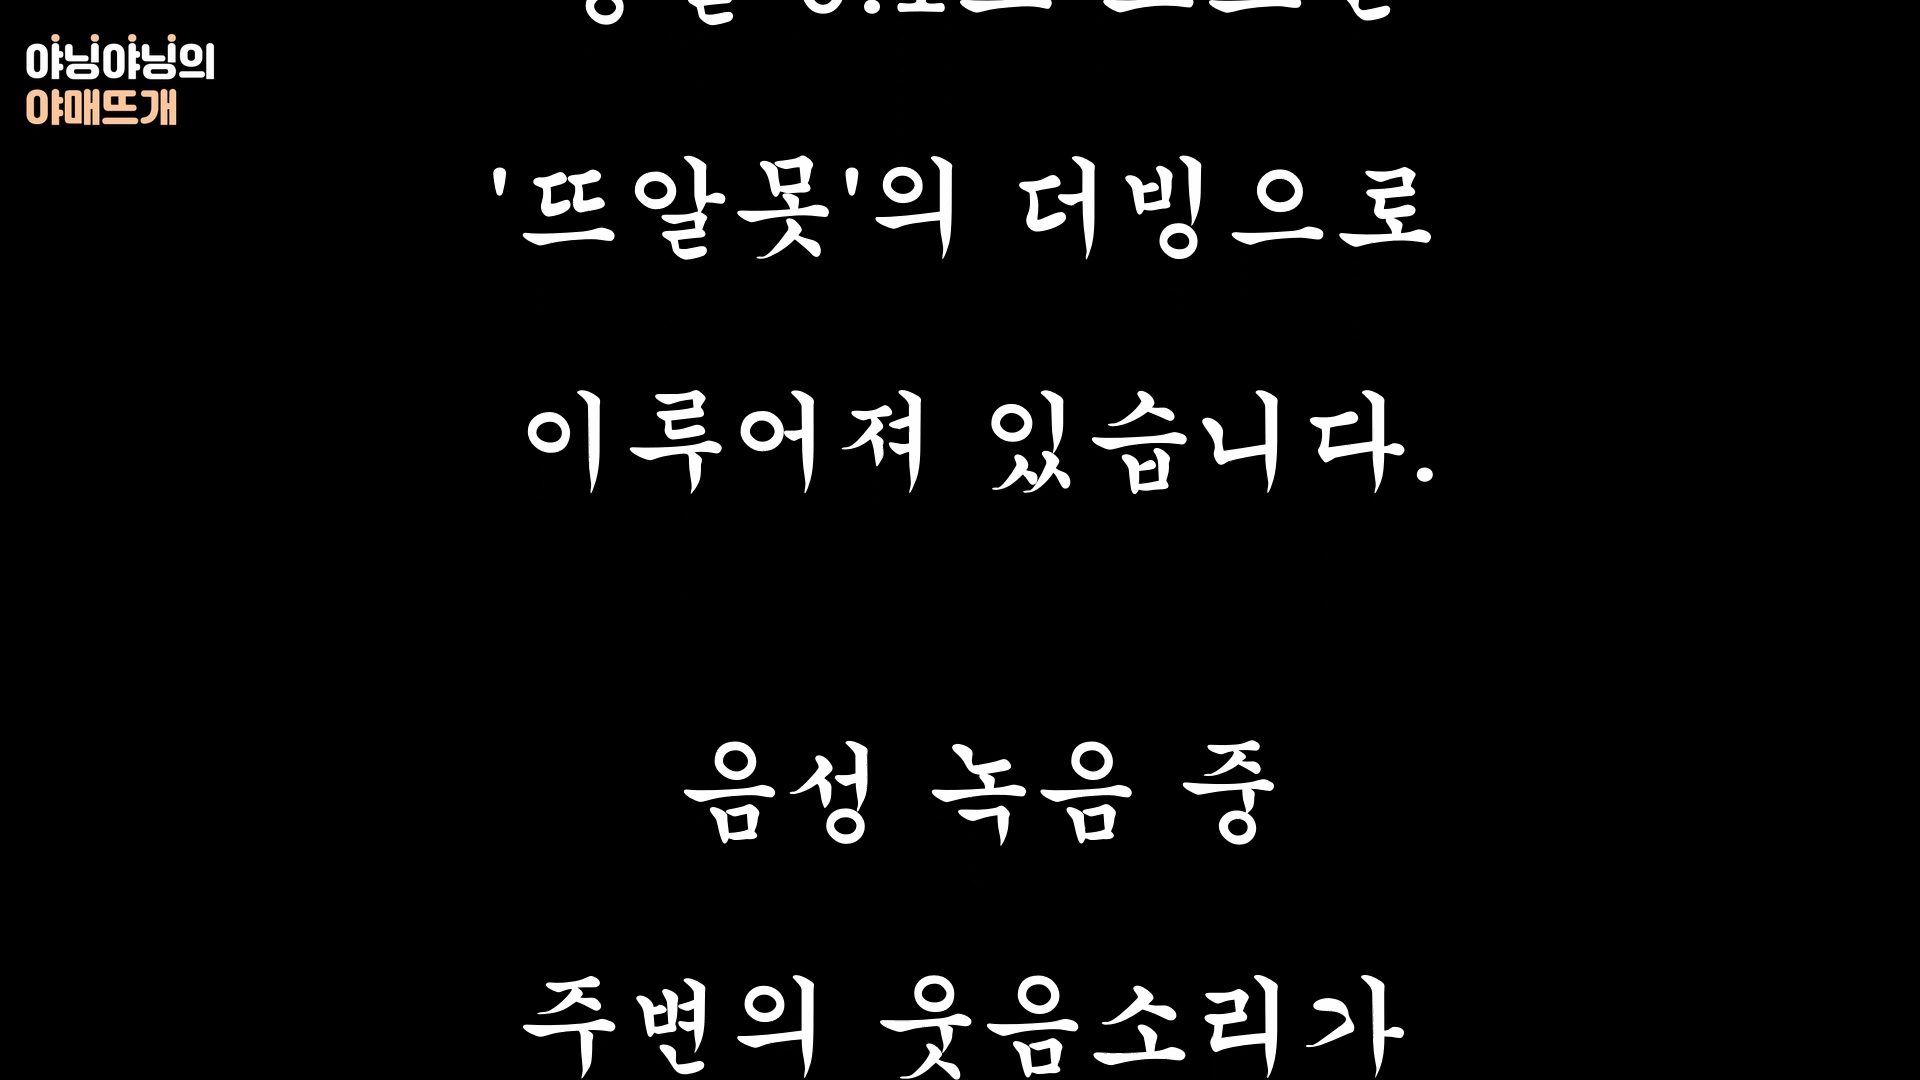 야닝야닝의
야매뜨개
'뜨알못'의 더빙으로
이루어져 있습니다.
음성 녹음 중
주변의 웃음소리가